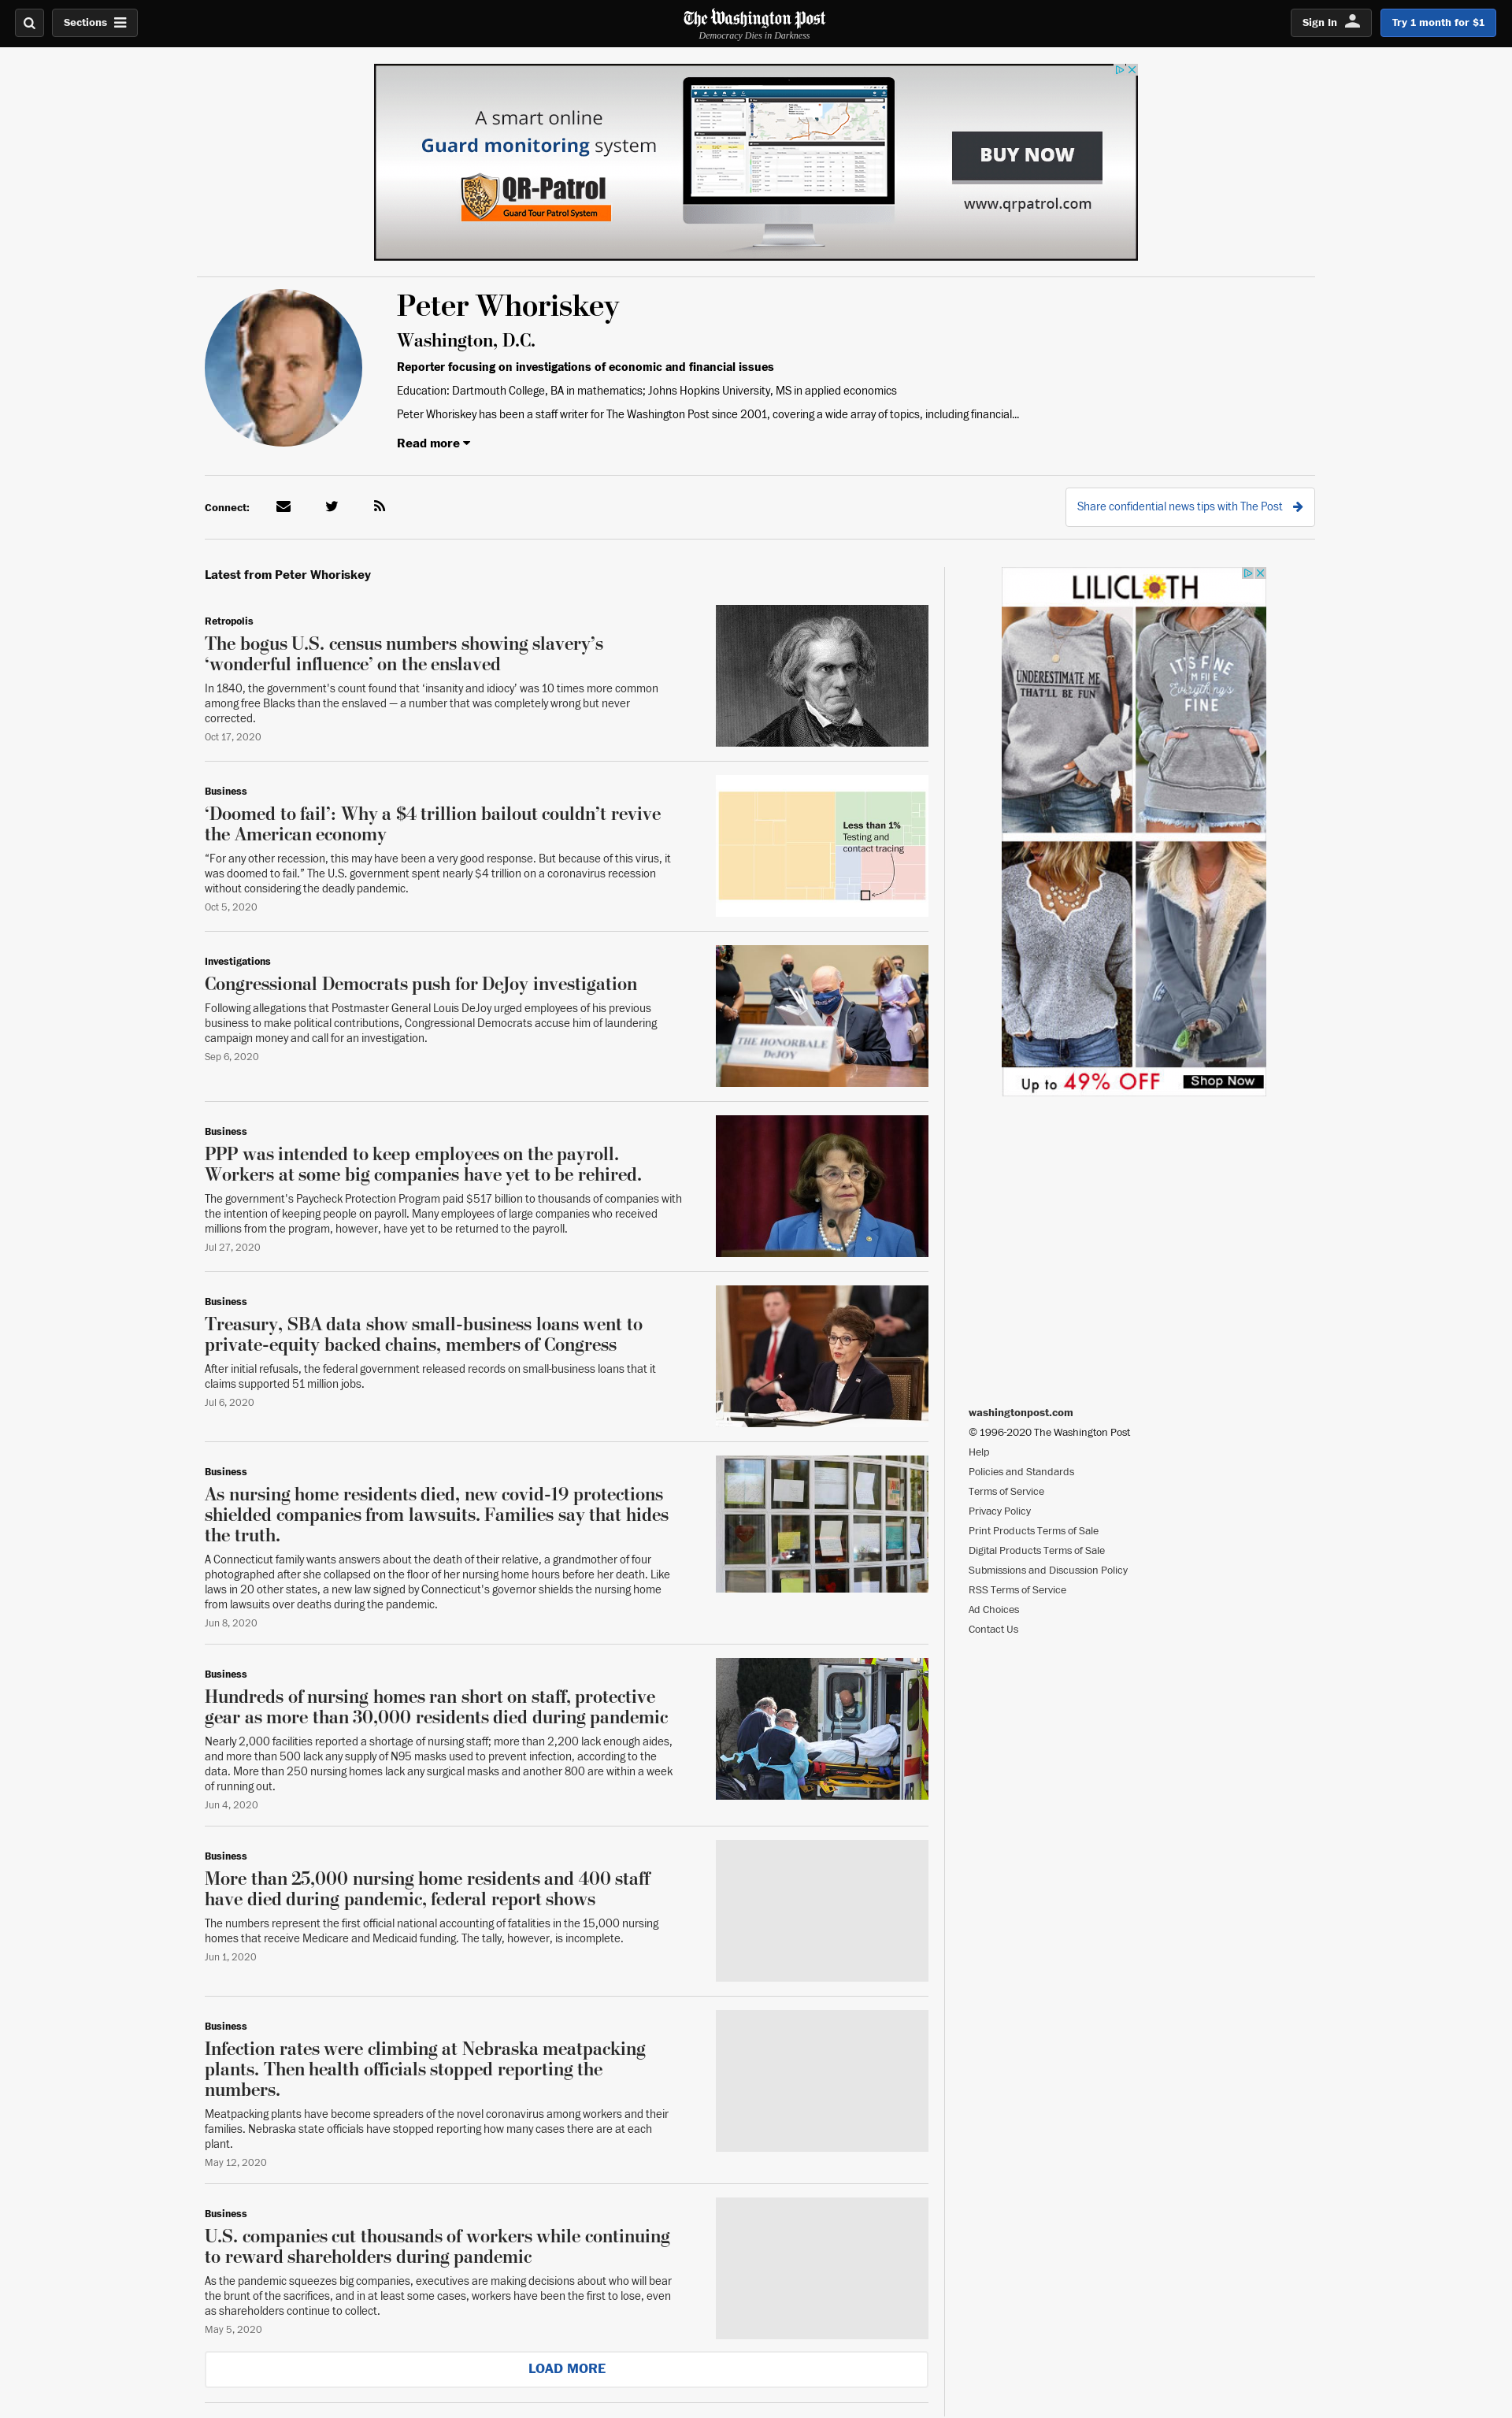 Sections
The Washington Post
Democracy Dies in Darkness
Sign In
Try 1 month for $1
A smart online
Guard monitoring system
QR-Patrol
Guard Tour Patrol System
BUY NOW
www.qrpatrol.com
Peter Whoriskey
Washington, D.C.
Reporter focusing on investigations of economic and financial issues
Education: Dartmouth College, BA in mathematics; Johns Hopkins University, MS in applied economics
Peter Whoriskey has been a staff writer for The Washington Post since 2001, covering a wide array of topics, including financial...
Read more
Connect:
Share confidential news tips with The Post
Latest from Peter Whoriskey
Retropolis
The bogus U.S. census numbers showing slavery’s
‘wonderful influence’ on the enslaved
In 1840, the government's count found that ‘insanity and idiocy’ was 10 times more common
among free Blacks than the enslaved — a number that was completely wrong but never
corrected.
Oct 17, 2020
Business
‘Doomed to fail’: Why a $4 trillion bailout couldn’t revive
the American economy
“For any other recession, this may have been a very good response. But because of this virus, it
was doomed to fail.” The U.S. government spent nearly $4 trillion on a coronavirus recession
without considering the deadly pandemic.
Oct 5, 2020
Less than 1%
Testing and
contact tracing
Investigations
Congressional Democrats push for DeJoy investigation
Following allegations that Postmaster General Louis DeJoy urged employees of his previous
business to make political contributions, Congressional Democrats accuse him of laundering
campaign money and call for an investigation.
Sep 6, 2020
THE HONORBALE
DeJOY
Business
PPP was intended to keep employees on the payroll.
Workers at some big companies have yet to be rehired.
The government's Paycheck Protection Program paid $517 billion to thousands of companies with
the intention of keeping people on payroll. Many employees of large companies who received
millions from the program, however, have yet to be returned to the payroll.
Jul 27, 2020
Business
Treasury, SBA data show small-business loans went to
private-equity backed chains, members of Congress
After initial refusals, the federal government released records on small-business loans that it
claims supported 51 million jobs.
Jul 6, 2020
Business
As nursing home residents died, new covid-19 protections
shielded companies from lawsuits. Families say that hides
the truth.
A Connecticut family wants answers about the death of their relative, a grandmother of four
photographed after she collapsed on the floor of her nursing home hours before her death. Like
laws in 20 other states, a new law signed by Connecticut's governor shields the nursing home
from lawsuits over deaths during the pandemic.
Jun 8, 2020
Business
Hundreds of nursing homes ran short on staff, protective
gear as more than 30,000 residents died during pandemic
Nearly 2,000 facilities reported a shortage of nursing staff; more than 2,200 lack enough aides,
and more than 500 lack any supply of N95 masks used to prevent infection, according to the
data. More than 250 nursing homes lack any surgical masks and another 800 are within a week
of running out.
Jun 4, 2020
Business
More than 25,000 nursing home residents and 400 staff
have died during pandemic, federal report shows
The numbers represent the first official national accounting of fatalities in the 15,000 nursing
homes that receive Medicare and Medicaid funding. The tally, however, is incomplete.
Jun 1, 2020
Business
Infection rates were climbing at Nebraska meatpacking
plants. Then health officials stopped reporting the
numbers.
Meatpacking plants have become spreaders of the novel coronavirus among workers and their
families. Nebraska state officials have stopped reporting how many cases there are at each
plant.
May 12, 2020
Business
U.S. companies cut thousands of workers while continuing
to reward shareholders during pandemic
As the pandemic squeezes big companies, executives are making decisions about who will bear
the brunt of the sacrifices, and in at least some cases, workers have been the first to lose, even
as shareholders continue to collect.
May 5, 2020
LOAD MORE
LILICLOTH
UNDERESTIMATE ME
THAT'LL BE FUN
IT'S FINE
I'M FINE
Everything's
FINE
Up to 49% OFF
Shop Now
washingtonpost.com
© 1996-2020 The Washington Post
Help
Policies and Standards
Terms of Service
Privacy Policy
Print Products Terms of Sale
Digital Products Terms of Sale
Submissions and Discussion Policy
RSS Terms of Service
Ad Choices
Contact Us